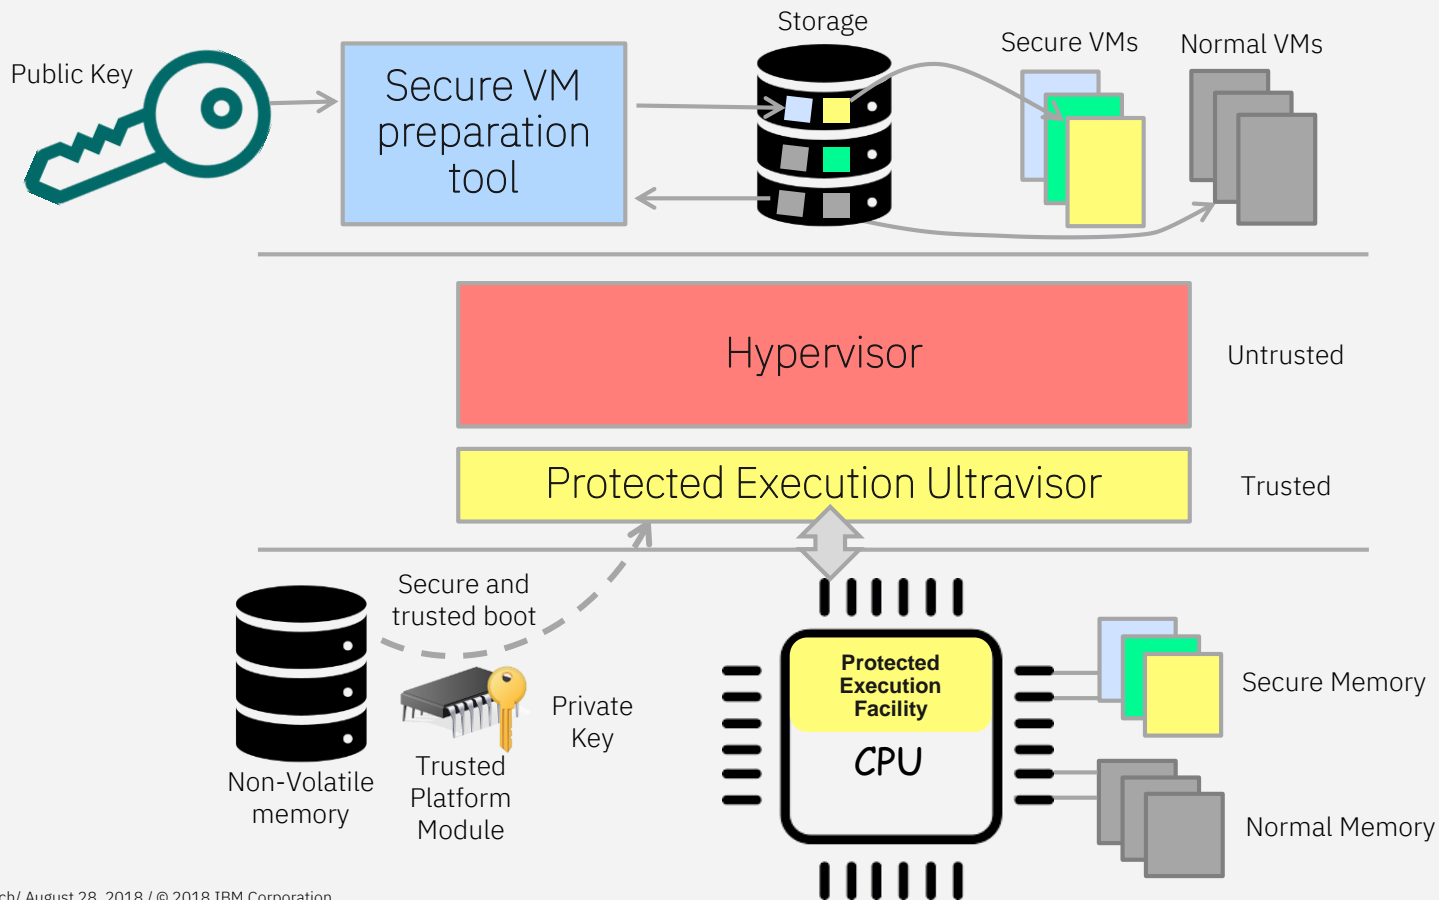 Public Key
Secure VM
preparation
tool
Storage
Secure VMs
Normal VMs
Hypervisor
Untrusted
Protected Execution Ultravisor
Trusted
Secure and
trusted boot
Non-Volatile
memory
Trusted
Platform
Module
Private
Key
Protected
Execution
Facility
CPU
Secure Memory
Normal Memory
/ August 28, 2018 / © 2018 IBM Corporation